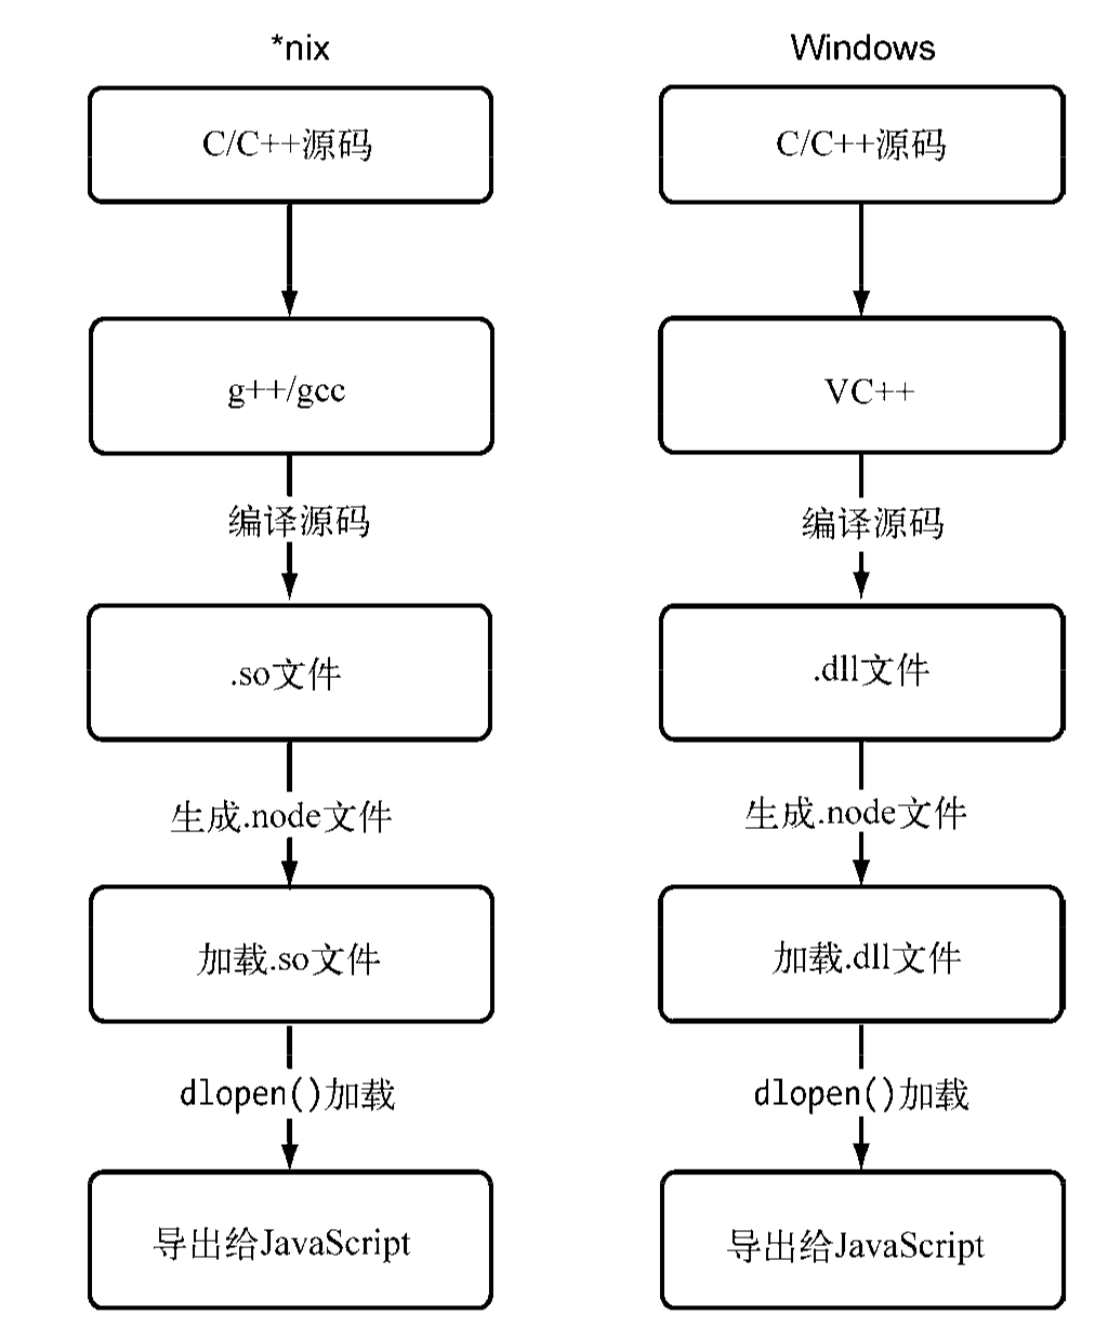 *nix
C/C++源码
g++/gcc
编译源码
.so文件
生成.node文件
加载.so文件
dlopen()加载
导出给JavaScript
Windows
C/C++源码
VC++
编译源码
.dll文件
生成.node文件
加载.dll文件
dlopen()加载
导出给JavaScript